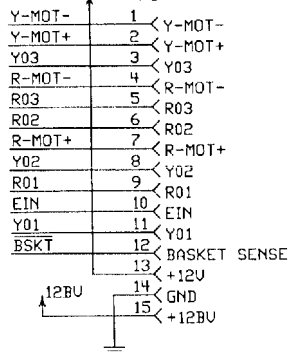 Y-MOT- 1 Y-MOT-
Y-MOT+ 2 Y-MOT+
Y03 3 Y03
R-MOT- 4 R-MOT-
R03 5 R03
R02 6 R02
R-MOT+ 7 R-MOT+
Y02 8 Y02
R01 9 R01
EIN 10 EIN
Y01 11 Y01
BSKT 12 BASKET SENSE
13 +12V
14 GND
12BV 15 +12BV